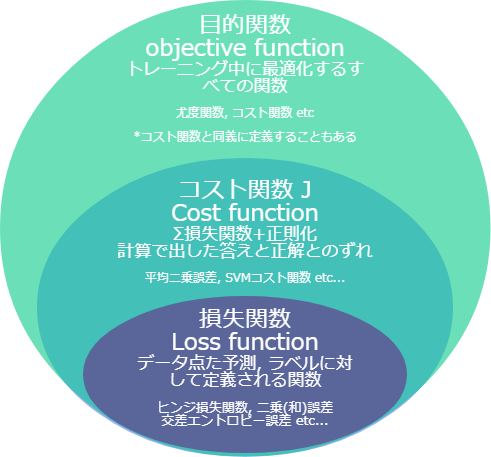 目的関数
objective function
トレーニング中に最適化するす
べての関数
尤度関数, コスト関数 etc
*コスト関数と同義に定義することもある
コスト関数 J
Cost function
Σ損失関数+正則化
計算で出した答えと正解とのずれ
平均二乗誤差, SVMコスト関数 etc...
損失関数
Loss function
データ点た予測, ラベルに対
して定義される関数
ヒンジ損失関数, 二乗(和)誤差
交差エントロピー誤差 etc...